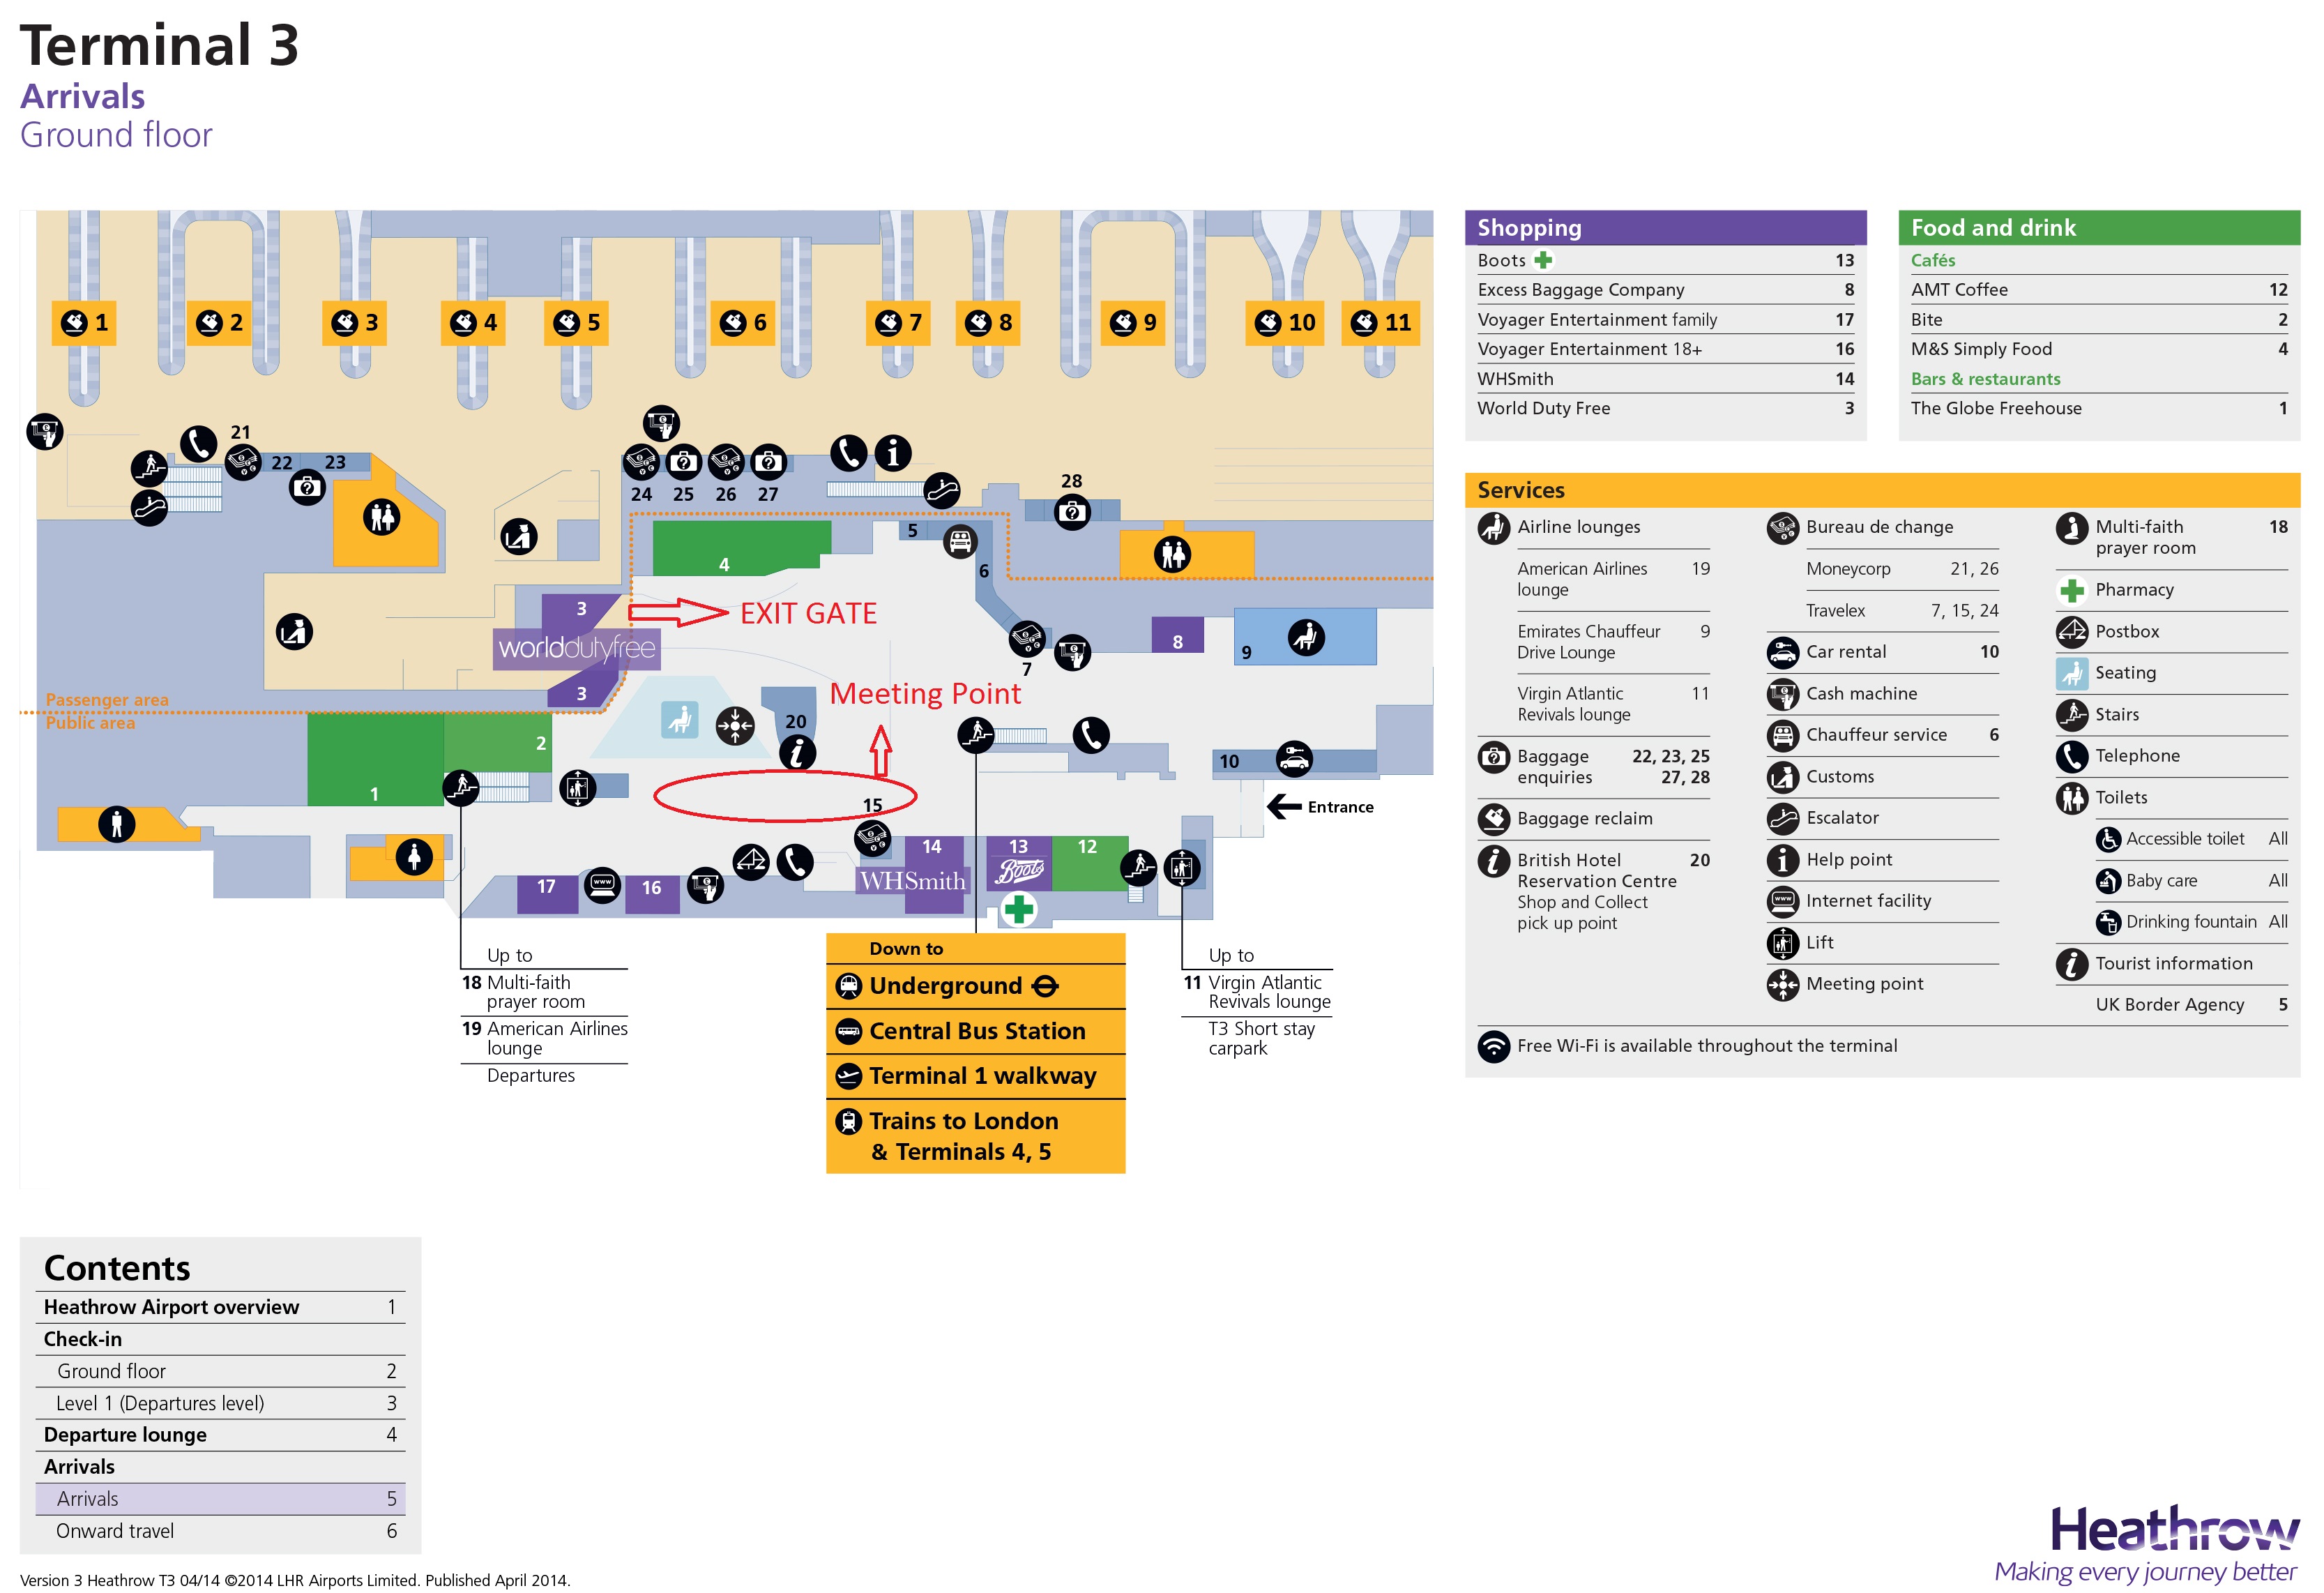 Terminal 3
Arrivals
Ground floor
1
2
3
4
5
6
7
8
9
10
11
21
22
23
24
25
26
27
28
5
6
4
3
worlddutyfree
3
EXIT GATE
7
8
9
Passenger area
Public area
Meeting Point
20
2
1
10
Entrance
15
14
WHSmith
13
Boots
12
17
www
16
Up to
18 Multi-faith
prayer room
19 American Airlines
lounge
Departures
Down to
Underground
Central Bus Station
Terminal 1 walkway
Trains to London
& Terminals 4, 5
Up to
11 Virgin Atlantic
Revivals lounge
T3 Short stay
carpark
Shopping
Boots 13
Excess Baggage Company 8
Voyager Entertainment family 17
Voyager Entertainment 18+ 16
WHSmith 14
World Duty Free 3
Food and drink
Cafés
AMT Coffee 12
Bite 2
M&S Simply Food 4
Bars & restaurants
The Globe Freehouse 1
Services
Airline lounges
American Airlines 19
lounge
Emirates Chauffeur 9
Drive Lounge
Virgin Atlantic 11
Revivals lounge
Baggage 22, 23, 25
enquiries 27, 28
Baggage reclaim
British Hotel 20
Reservation Centre
Shop and Collect
pick up point
Bureau de change
Moneycorp 21, 26
Travelex 7, 15, 24
Car rental 10
Cash machine
Chauffeur service 6
Customs
Escalator
Help point
www Internet facility
Lift
Meeting point
Multi-faith 18
prayer room
Pharmacy
Postbox
Seating
Stairs
Telephone
Toilets
Accessible toilet All
Baby care All
Drinking fountain All
Tourist information
UK Border Agency 5
Free Wi-Fi is available throughout the terminal
Contents
Heathrow Airport overview 1
Check-in
Ground floor 2
Level 1 (Departures level) 3
Departure lounge 4
Arrivals
Arrivals 5
Onward travel 6
Version 3 Heathrow T3 04/14 ©2014 LHR Airports Limited. Published April 2014.
Heathrow
Making every journey better